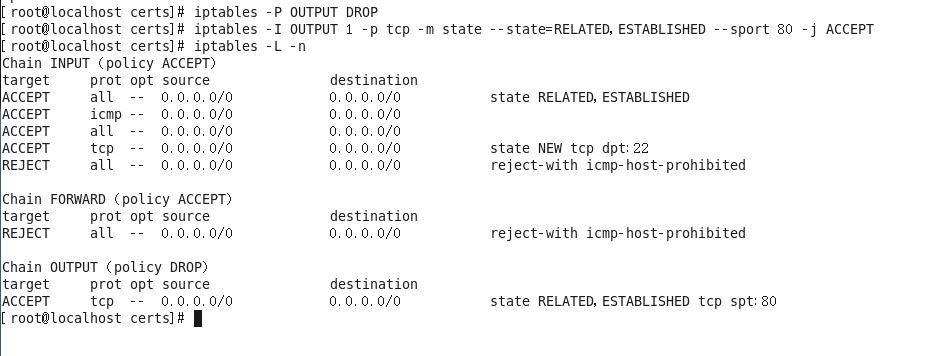 [root@localhost certs]# iptables -P OUTPUT DROP
[root@localhost certs]# iptables -I OUTPUT 1 -p tcp -m state --state=RELATED,ESTABLISHED --sport 80 -j ACCEPT
[root@localhost certs]# iptables -L -n
Chain INPUT (policy ACCEPT)
target     prot opt source               destination
ACCEPT     all  --  0.0.0.0/0            0.0.0.0/0           state RELATED,ESTABLISHED
ACCEPT     icmp --  0.0.0.0/0            0.0.0.0/0
ACCEPT     all  --  0.0.0.0/0            0.0.0.0/0
ACCEPT     tcp  --  0.0.0.0/0            0.0.0.0/0           state NEW tcp dpt:22
REJECT     all  --  0.0.0.0/0            0.0.0.0/0           reject-with icmp-host-prohibited
Chain FORWARD (policy ACCEPT)
target     prot opt source               destination
REJECT     all  --  0.0.0.0/0            0.0.0.0/0           reject-with icmp-host-prohibited
Chain OUTPUT (policy DROP)
target     prot opt source               destination
ACCEPT     tcp  --  0.0.0.0/0            0.0.0.0/0           state RELATED,ESTABLISHED tcp spt:80
[root@localhost certs]#